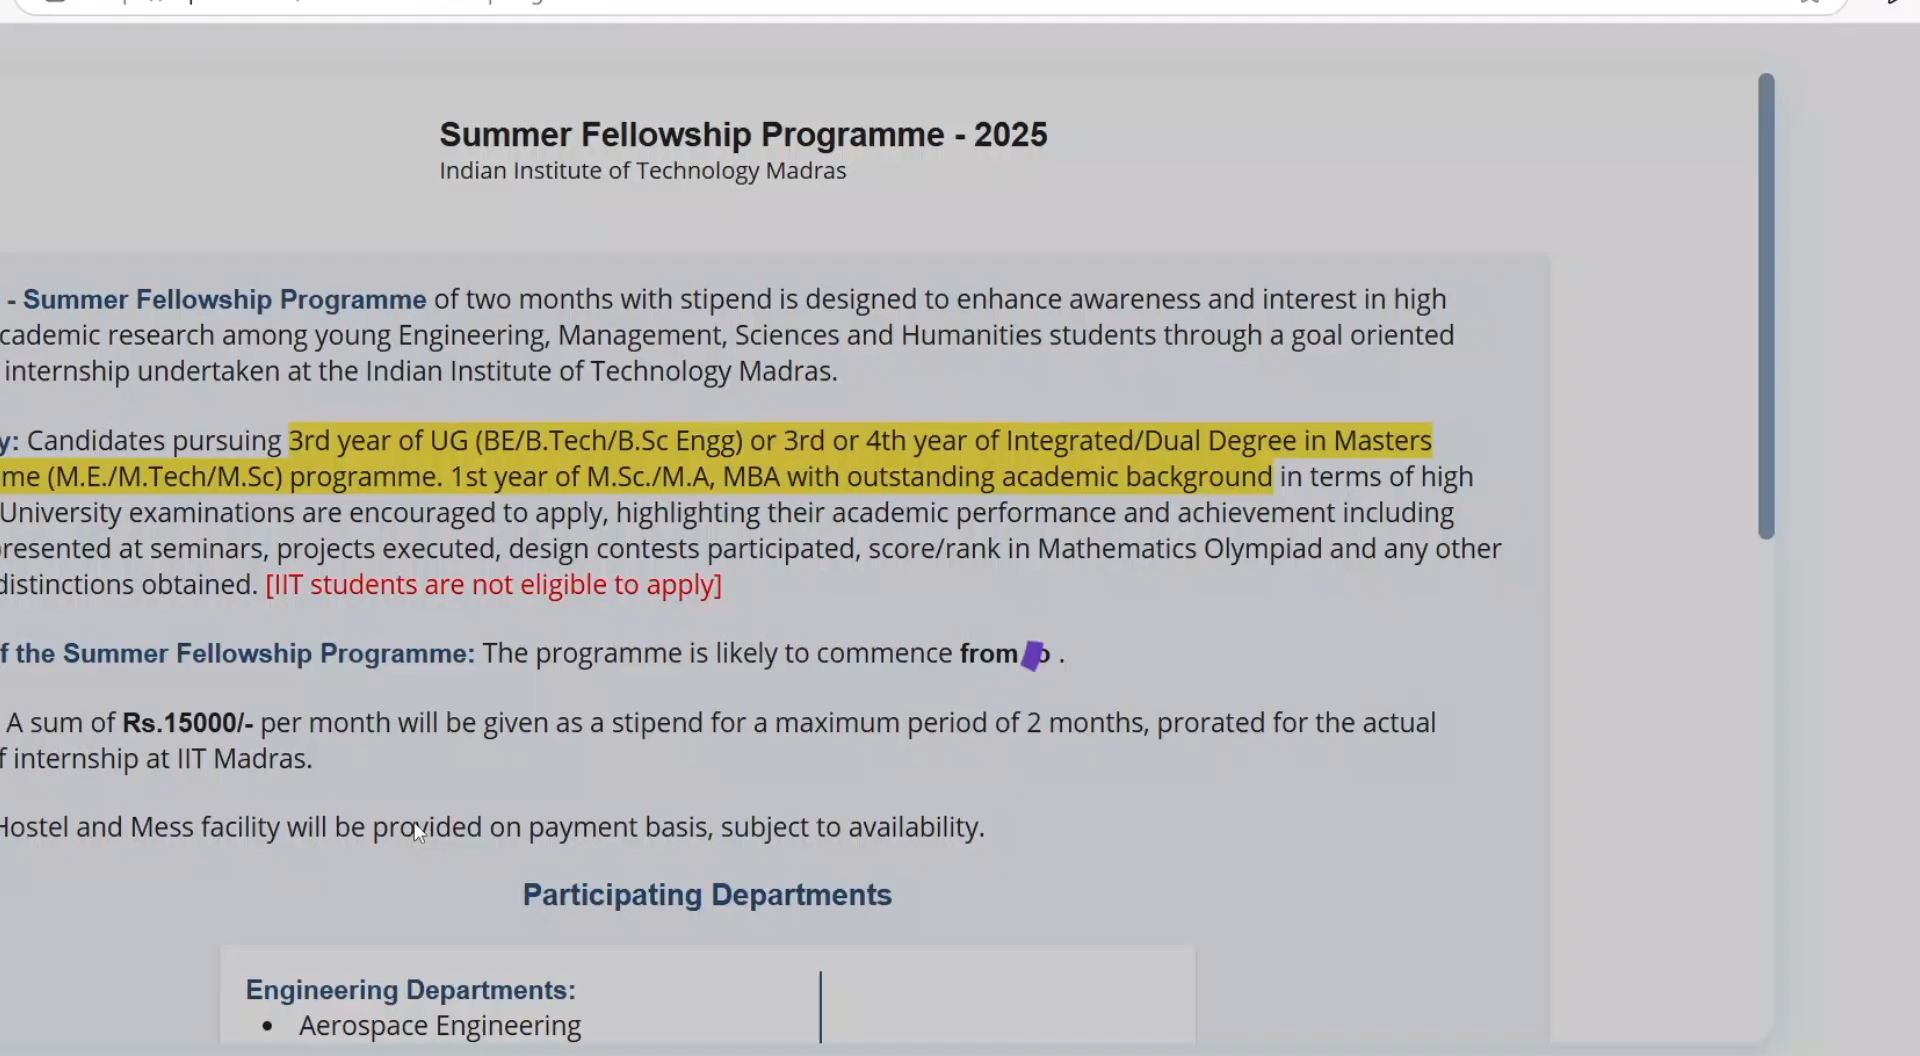 Summer Fellowship Programme - 2025
Indian Institute of Technology Madras
- Summer Fellowship Programme of two months with stipend is designed to enhance awareness and interest in high
cademic research among young Engineering, Management, Sciences and Humanities students through a goal oriented
internship undertaken at the Indian Institute of Technology Madras.
y: Candidates pursuing 3rd year of UG (BE/B.Tech/B.Sc Engg) or 3rd or 4th year of Integrated/Dual Degree in Masters
me (M.E./M.Tech/M.Sc) programme. 1st year of M.Sc./M.A, MBA with outstanding academic background in terms of high
University examinations are encouraged to apply, highlighting their academic performance and achievement including
resented at seminars, projects executed, design contests participated, score/rank in Mathematics Olympiad and any other
distinctions obtained. [IIT students are not eligible to apply]
f the Summer Fellowship Programme: The programme is likely to commence from .
A sum of Rs.15000/- per month will be given as a stipend for a maximum period of 2 months, prorated for the actual
f internship at IIT Madras.
Hostel and Mess facility will be provided on payment basis, subject to availability.
Participating Departments
Engineering Departments:
• Aerospace Engineering